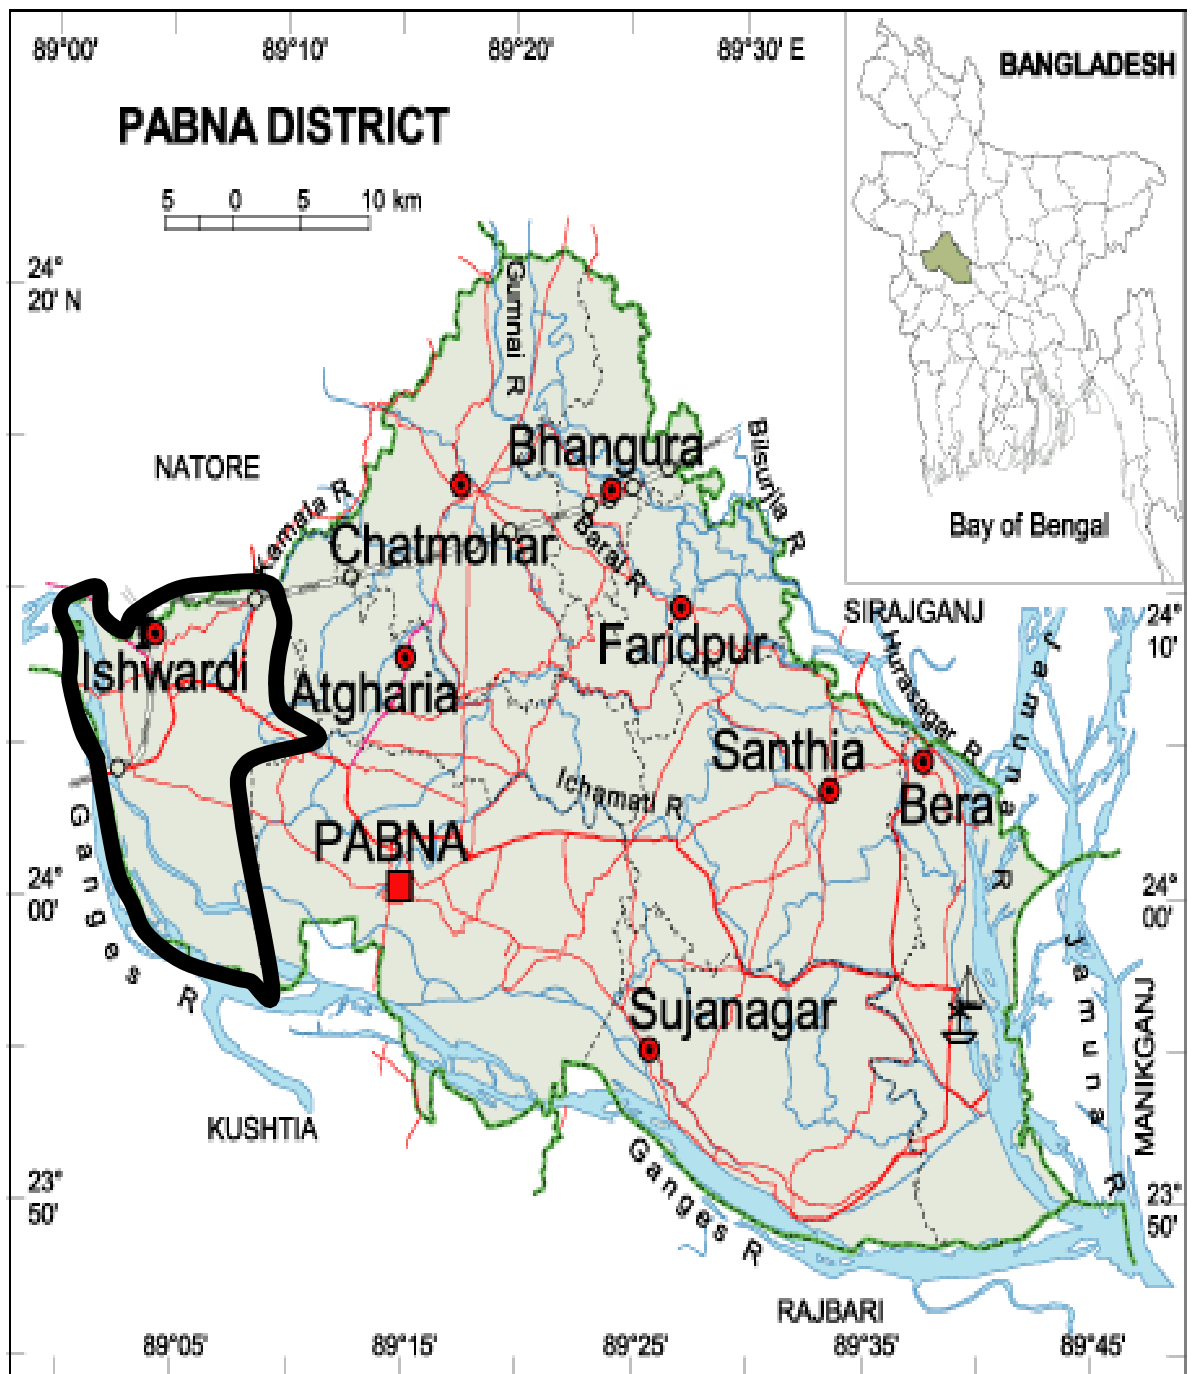 89°00' 89°10' 89°20' 89°30' E
BANGLADESH
PABNA DISTRICT
5 0 5 10 km
24°
20' N
Gumnai R
Bhangura
Bilsurjia R
NATORE
Kamala R
Chatmohar
Baral R
Bay of Bengal
SIRAJGANJ
24°
10'
Ishwardi
Atgharia
Faridpur
Hurasagar R
Jamuna R
Santhia
Bera
Ichamati R
PABNA
Ganges R
24°
00'
24°
00'
Jamuna R
MANIKGANJ
Sujanagar
KUSHTIA
Ganges R
23°
50'
23°
50'
RAJBARI
89°05' 89°15' 89°25' 89°35' 89°45'